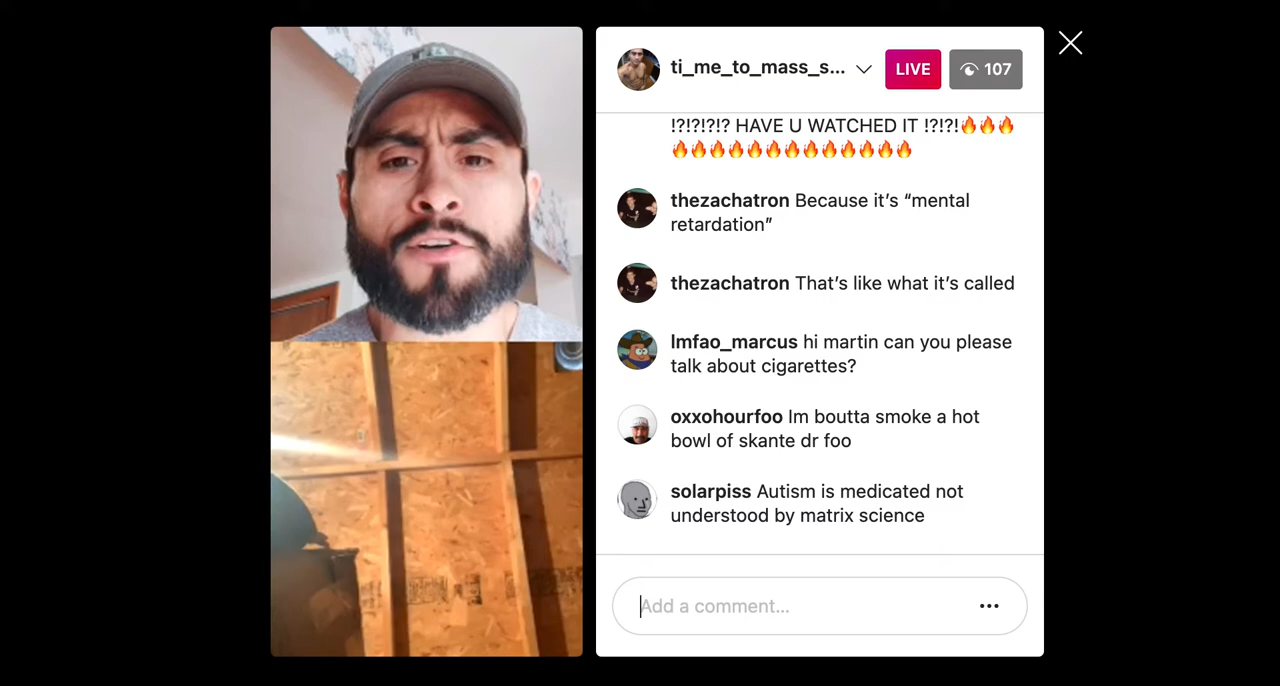 ti_me_to_mass_s...
LIVE
107
!?!?!?!? HAVE U WATCHED IT !?!?!🔥🔥🔥
🔥🔥🔥🔥🔥🔥🔥🔥🔥🔥🔥🔥🔥
thezachatron Because it’s “mental
retardation”
thezachatron That’s like what it’s called
lmfao_marcus hi martin can you please
talk about cigarettes?
oxxohourfoo Im boutta smoke a hot
bowl of skante dr foo
solarpiss Autism is medicated not
understood by matrix science
Add a comment...